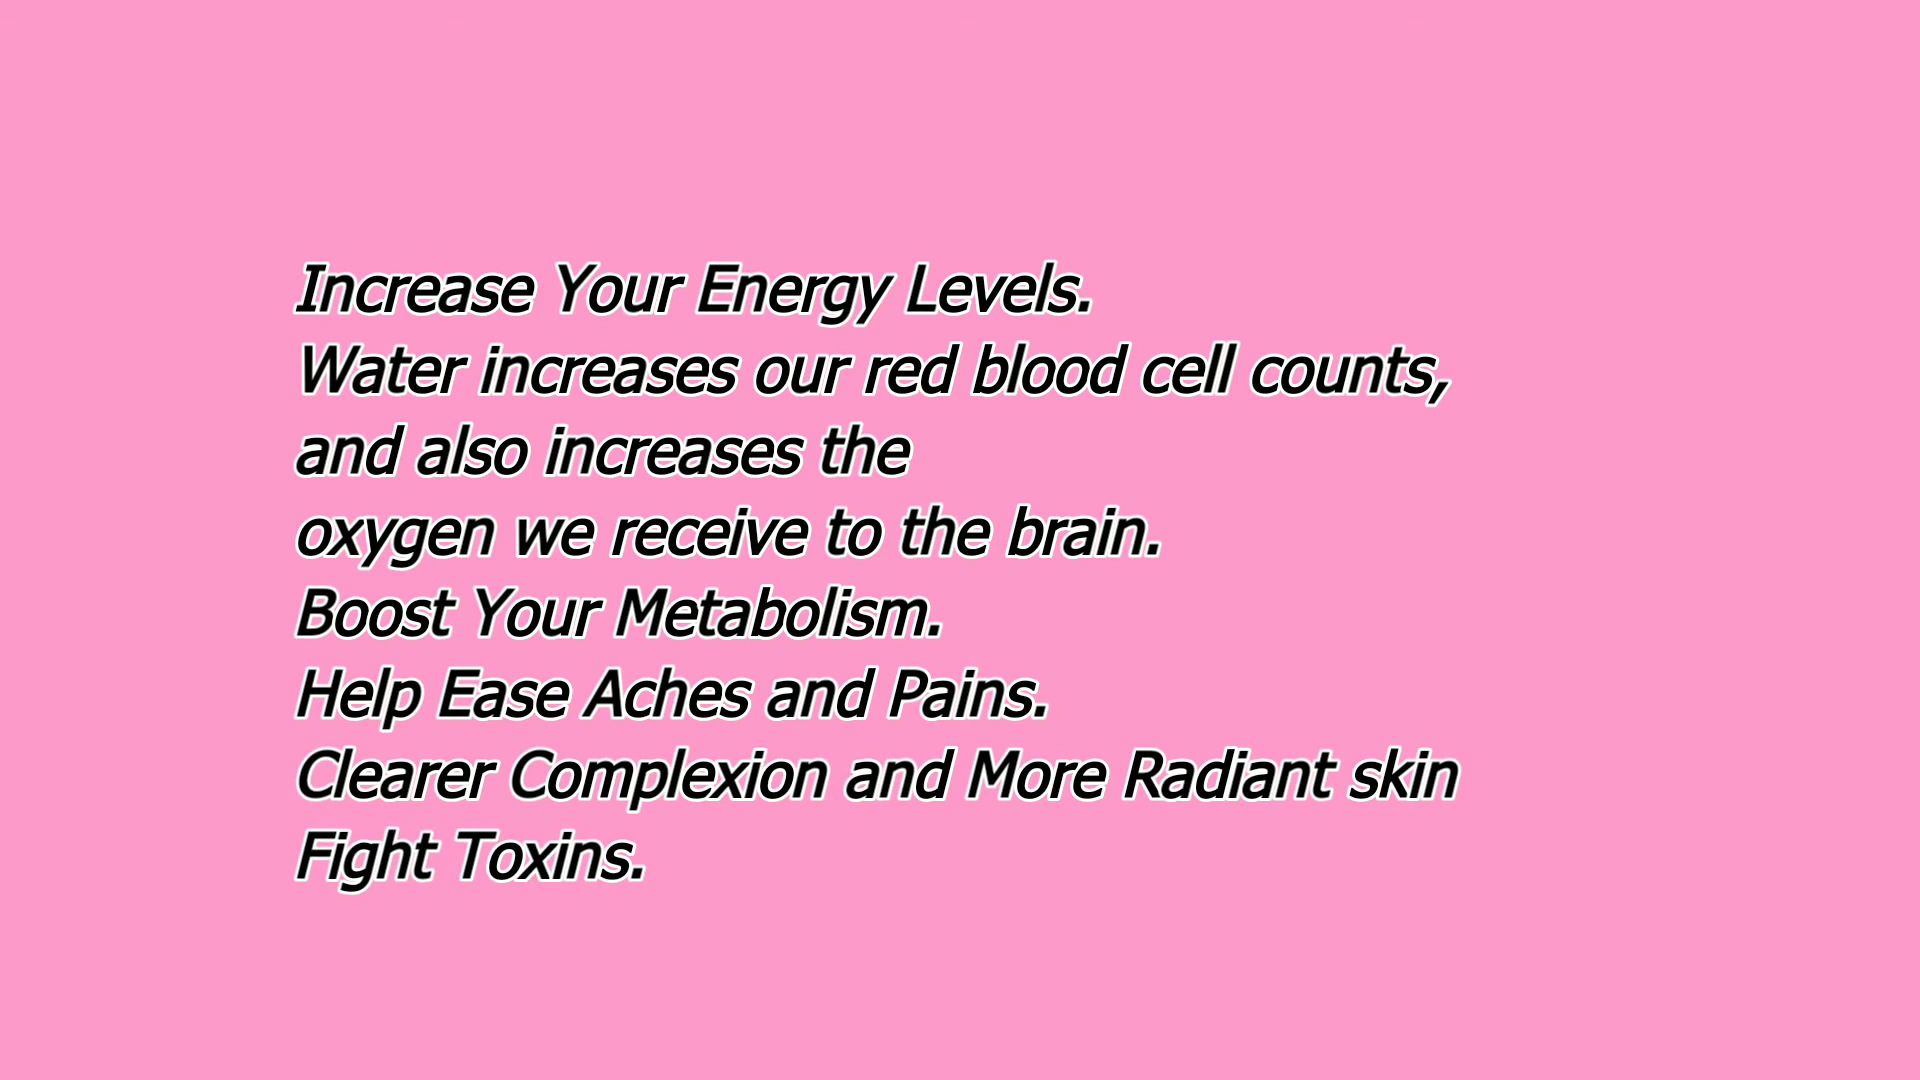 Increase Your Energy Levels.
Water increases our red blood cell counts,
and also increases the
oxygen we receive to the brain.
Boost Your Metabolism.
Help Ease Aches and Pains.
Clearer Complexion and More Radiant skin
Fight Toxins.